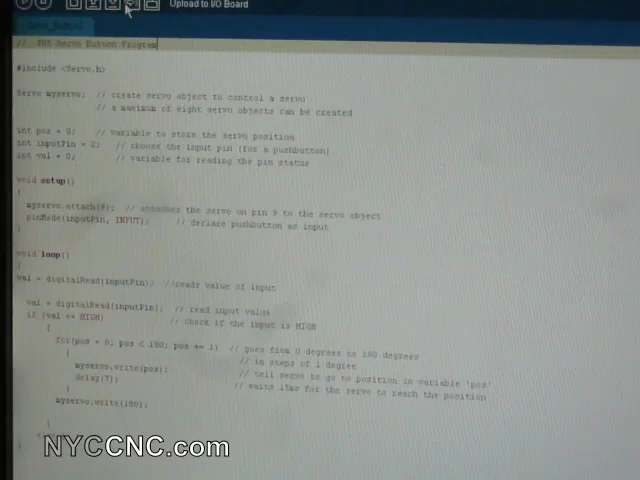 Upload to I/O Board
Servo_Button2
// JWS Servo Button Program
#include <Servo.h>
Servo myservo; // create servo object to control a servo
// a maximum of eight servo objects can be created
int pos = 0; // variable to store the servo position
int inputPin = 2; // choose the input pin (for a pushbutton)
int val = 0; // variable for reading the pin status
void setup()
{
myservo.attach(9); // attaches the servo on pin 9 to the servo object
pinMode(inputPin, INPUT); // declare pushbutton as input
}
void loop()
{
val = digitalRead(inputPin); //reads value of input
val = digitalRead(inputPin); // read input value
if (val == HIGH) // check if the input is HIGH
{
for(pos = 0; pos < 180; pos += 1) // goes from 0 degrees to 180 degrees
{ // in steps of 1 degree
myservo.write(pos); // tell servo to go to position in variable 'pos'
delay(7); // waits 15ms for the servo to reach the position
}
myservo.write(180);
}
NYCCNC.com
}